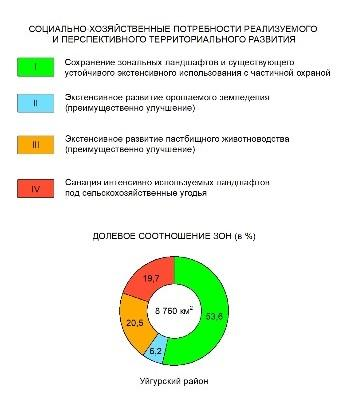 СОЦИАЛЬНО-ХОЗЯЙСТВЕННЫЕ ПОТРЕБНОСТИ РЕАЛИЗУЕМОГО
И ПЕРСПЕКТИВНОГО ТЕРРИТОРИАЛЬНОГО РАЗВИТИЯ
I
Сохранение зональных ландшафтов и существующего
устойчивого экстенсивного использования с частичной охраной
II
Экстенсивное развитие орошаемого земледелия
(преимущественно улучшение)
III
Экстенсивное развитие пастбищного животноводства
(преимущественно улучшение)
IV
Санация интенсивно используемых ландшафтов
под сельскохозяйственные угодья
ДОЛЕВОЕ СООТНОШЕНИЕ ЗОН (в %)
19,7
8 760 км²
53,6
20,5
6,2
Уйгурский район